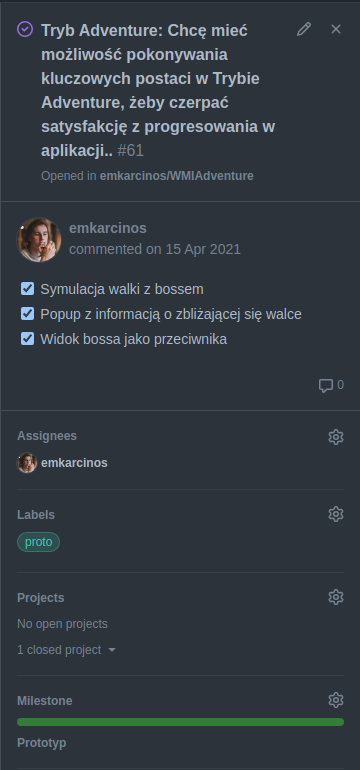 Tryb Adventure: Chcę mieć
możliwość pokonywania
kluczowych postaci w Trybie
Adventure, żeby czerpać
satysfakcję z progresowania w
aplikacji.. #61
Opened in emkarcinos/WMIAdventure
emkarcinos
commented on 15 Apr 2021
Symulacja walki z bossem
Popup z informacją o zbliżającej się walce
Widok bossa jako przeciwnika
0
Assignees
emkarcinos
Labels
proto
Projects
No open projects
1 closed project
Milestone
Prototyp